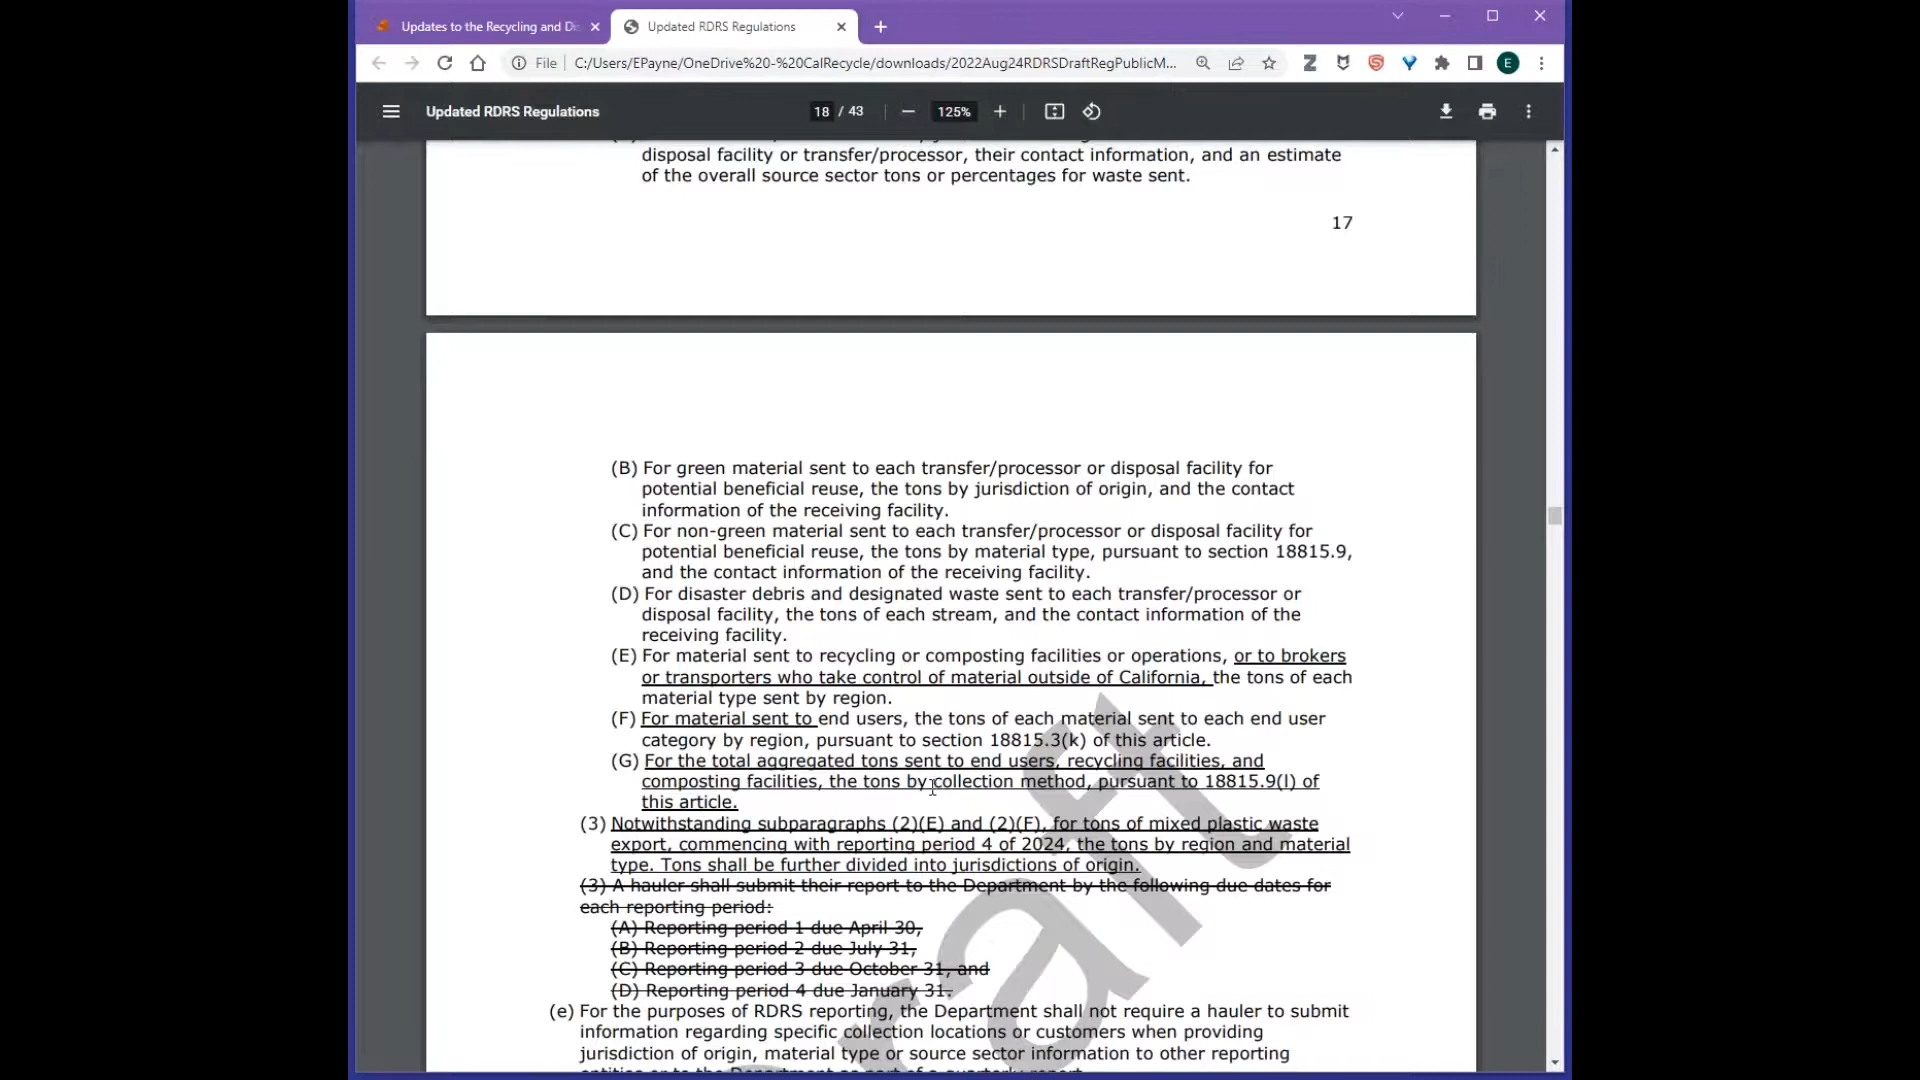 Updates to the Recycling and Di
Updated RDRS Regulations
File
C:/Users/EPayne/OneDrive%20-%20CalRecycle/downloads/2022Aug24RDRSDraftRegPublicM...
E
Updated RDRS Regulations
18 / 43
125%
disposal facility or transfer/processor, their contact information, and an estimate
of the overall source sector tons or percentages for waste sent.
17
(B) For green material sent to each transfer/processor or disposal facility for
potential beneficial reuse, the tons by jurisdiction of origin, and the contact
information of the receiving facility.
(C) For non-green material sent to each transfer/processor or disposal facility for
potential beneficial reuse, the tons by material type, pursuant to section 18815.9,
and the contact information of the receiving facility.
(D) For disaster debris and designated waste sent to each transfer/processor or
disposal facility, the tons of each stream, and the contact information of the
receiving facility.
(E) For material sent to recycling or composting facilities or operations, or to brokers
or transporters who take control of material outside of California, the tons of each
material type sent by region.
(F) For material sent to end users, the tons of each material sent to each end user
category by region, pursuant to section 18815.3(k) of this article.
(G) For the total aggregated tons sent to end users, recycling facilities, and
composting facilities, the tons by collection method, pursuant to 18815.9(l) of
this article.
(3) Notwithstanding subparagraphs (2)(E) and (2)(F), for tons of mixed plastic waste
export, commencing with reporting period 4 of 2024, the tons by region and material
type. Tons shall be further divided into jurisdictions of origin.
(3) A hauler shall submit their report to the Department by the following due dates for
each reporting period:
(A) Reporting period 1 due April 30,
(B) Reporting period 2 due July 31,
(C) Reporting period 3 due October 31, and
(D) Reporting period 4 due January 31.
(e) For the purposes of RDRS reporting, the Department shall not require a hauler to submit
information regarding specific collection locations or customers when providing
jurisdiction of origin, material type or source sector information to other reporting
entities or to the Department as part of a quarterly report.
raft